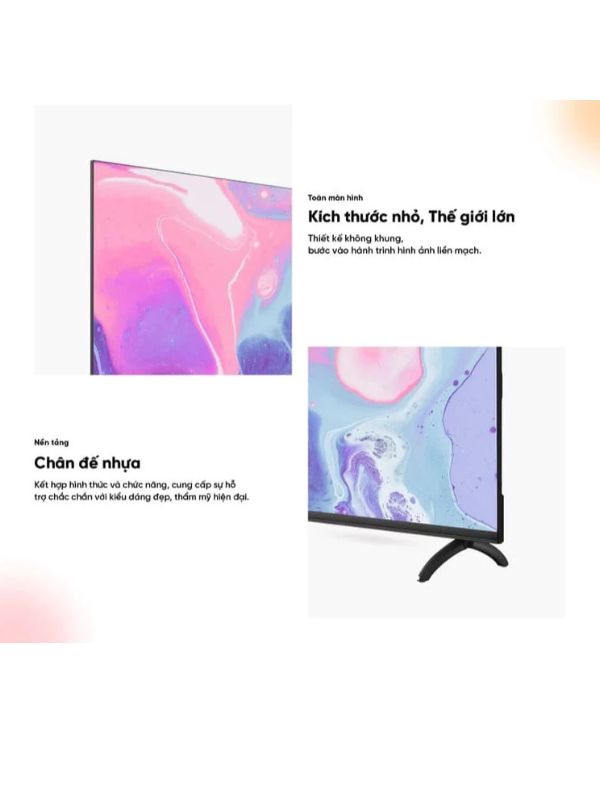 Toàn màn hình
Kích thước nhỏ, Thế giới lớn
Thiết kế không khung,
bước vào hành trình hình ảnh liền mạch.
Nền tảng
Chân đế nhựa
Kết hợp hình thức và chức năng, cung cấp sự hỗ
trợ chắc chắn với kiểu dáng đẹp, thẩm mỹ hiện đại.